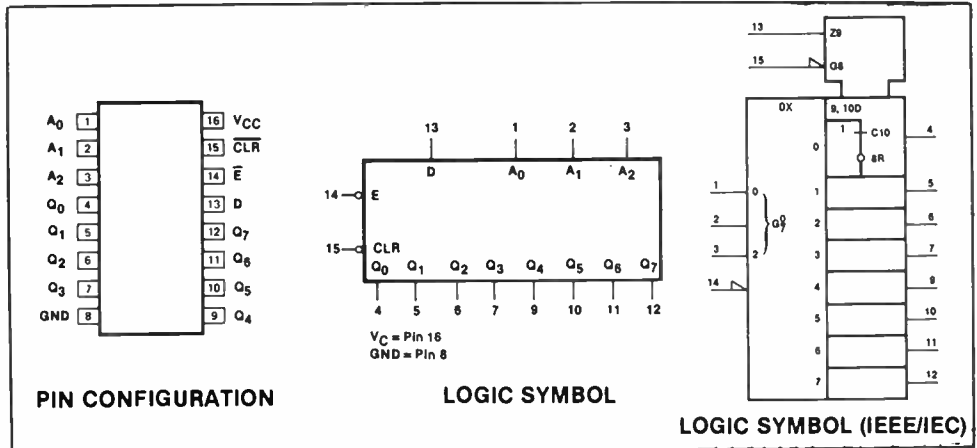 A0 1 16 VCC
A1 2 15 CLR
A2 3 14 E
Q0 4 13 D
Q1 5 12 Q7
Q2 6 11 Q6
Q3 7 10 Q5
GND 8 9 Q4
PIN CONFIGURATION
13 1 2 3
D A0 A1 A2
14 E
15 CLR
Q0 Q1 Q2 Q3 Q4 Q5 Q6 Q7
4 5 6 7 9 10 11 12
VC = Pin 16
GND = Pin 8
LOGIC SYMBOL
13 Z9
15 G8
DX 9, 10D
0 1 C10 4
8R
1 0 1 5
2 G 0 7 2 6
3 2 3 7
14 4 9
5 10
6 11
7 12
LOGIC SYMBOL (IEEE/IEC)